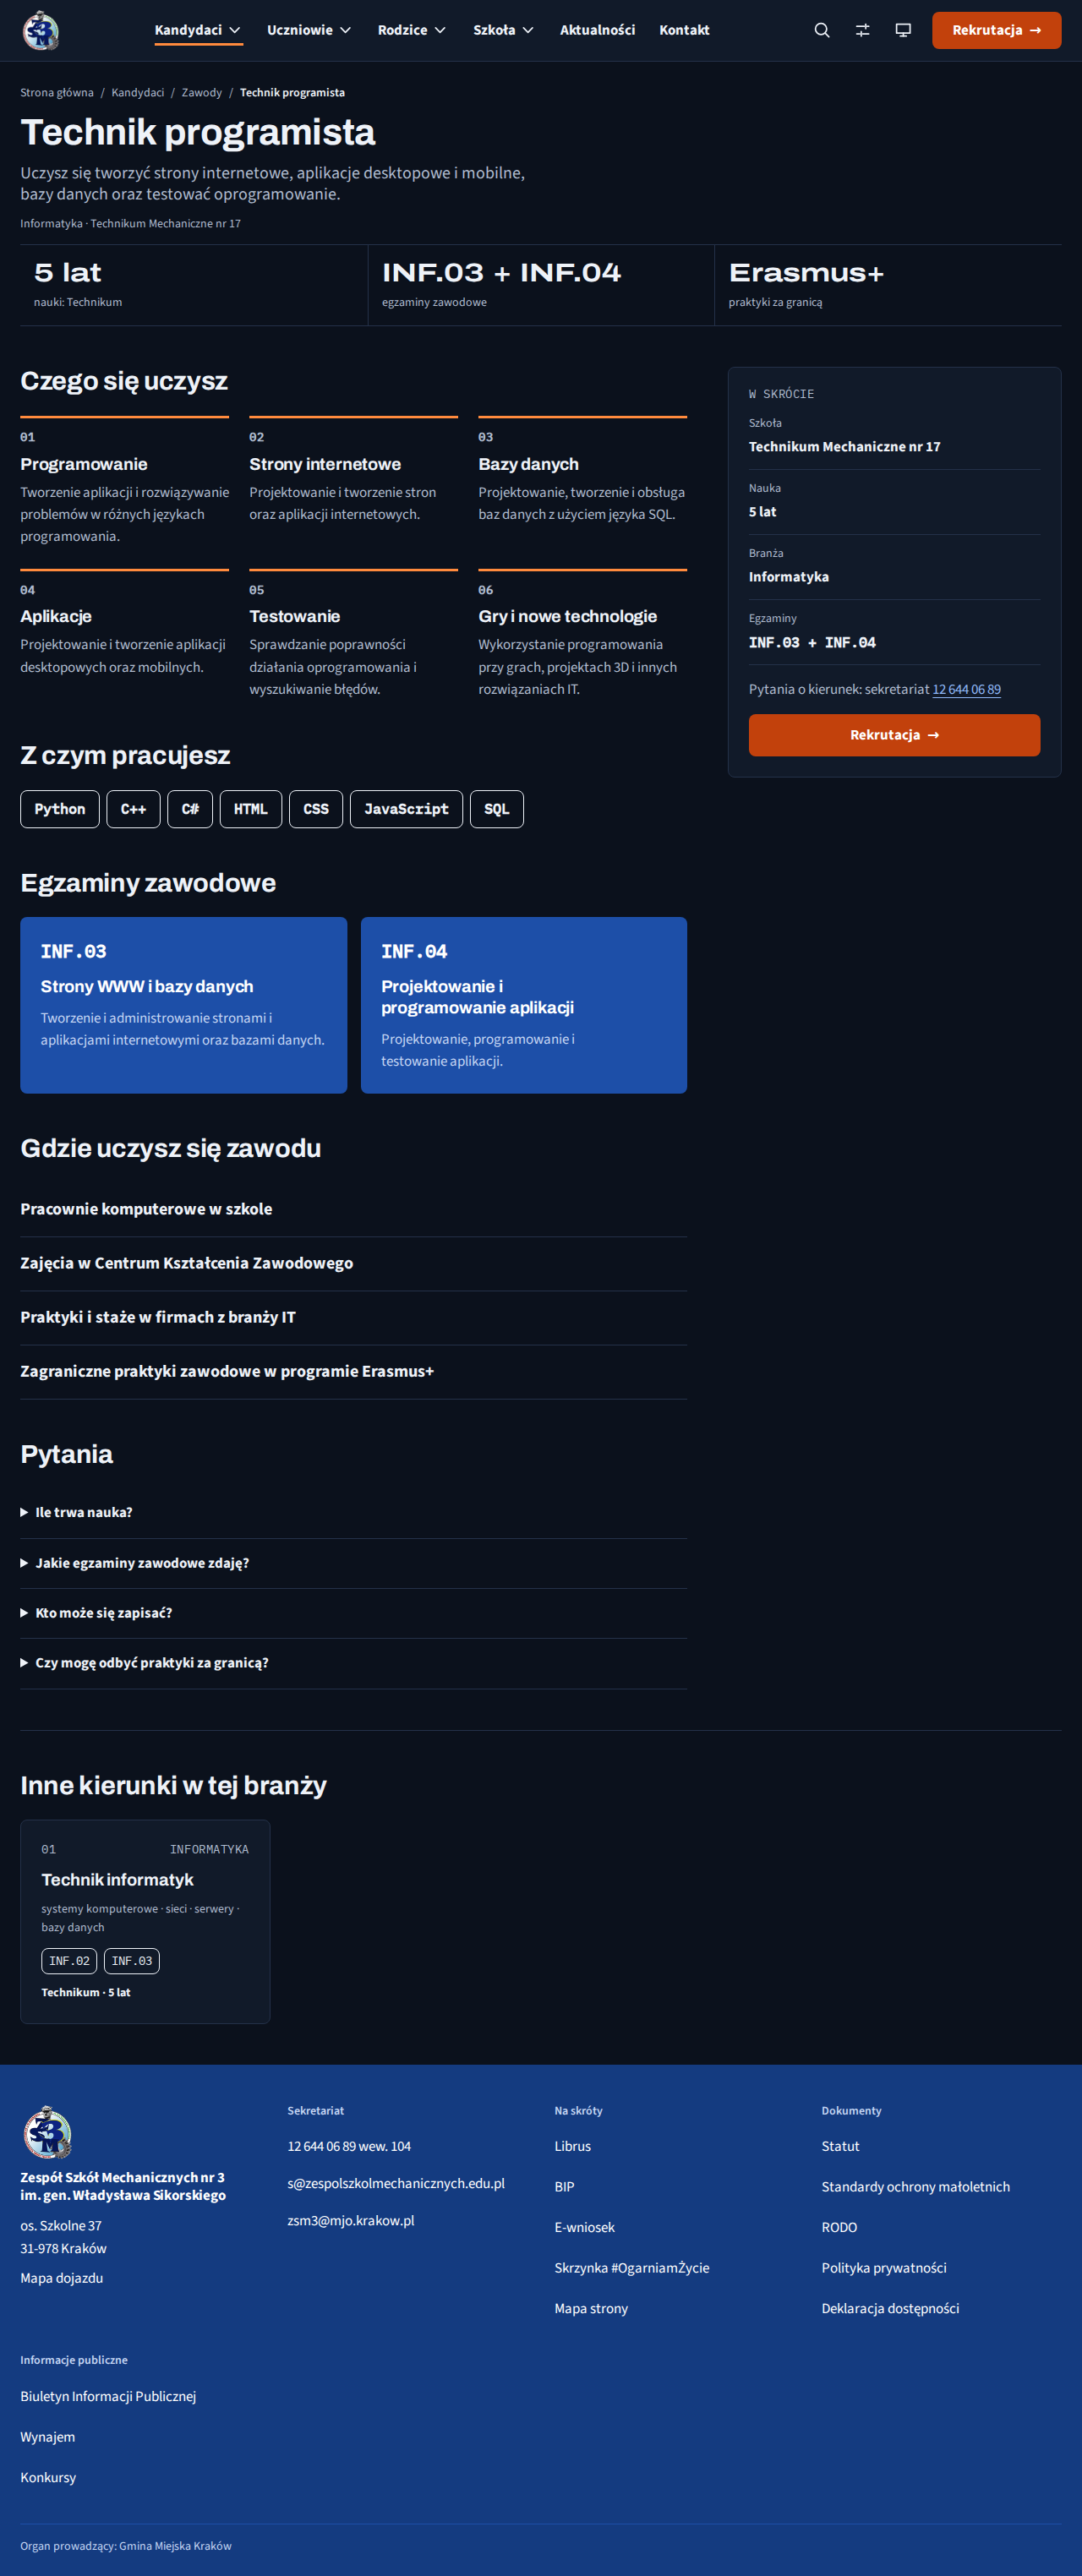 Kandydaci
Uczniowie
Rodzice
Szkoła
Aktualności
Kontakt
Rekrutacja →
Strona główna / Kandydaci / Zawody / Technik programista
Technik programista
Uczysz się tworzyć strony internetowe, aplikacje desktopowe i mobilne,
bazy danych oraz testować oprogramowanie.
Informatyka · Technikum Mechaniczne nr 17
5 lat
nauki: Technikum
INF.03 + INF.04
egzaminy zawodowe
Erasmus+
praktyki za granicą
Czego się uczysz
01
Programowanie
Tworzenie aplikacji i rozwiązywanie
problemów w różnych językach
programowania.
02
Strony internetowe
Projektowanie i tworzenie stron
oraz aplikacji internetowych.
03
Bazy danych
Projektowanie, tworzenie i obsługa
baz danych z użyciem języka SQL.
04
Aplikacje
Projektowanie i tworzenie aplikacji
desktopowych oraz mobilnych.
05
Testowanie
Sprawdzanie poprawności
działania oprogramowania i
wyszukiwanie błędów.
06
Gry i nowe technologie
Wykorzystanie programowania
przy grach, projektach 3D i innych
rozwiązaniach IT.
W SKRÓCIE
Szkoła
Technikum Mechaniczne nr 17
Nauka
5 lat
Branża
Informatyka
Egzaminy
INF.03 + INF.04
Pytania o kierunek: sekretariat 12 644 06 89
Rekrutacja →
Z czym pracujesz
Python
C++
C#
HTML
CSS
JavaScript
SQL
Egzaminy zawodowe
INF.03
Strony WWW i bazy danych
Tworzenie i administrowanie stronami i
aplikacjami internetowymi oraz bazami danych.
INF.04
Projektowanie i
programowanie aplikacji
Projektowanie, programowanie i
testowanie aplikacji.
Gdzie uczysz się zawodu
Pracownie komputerowe w szkole
Zajęcia w Centrum Kształcenia Zawodowego
Praktyki i staże w firmach z branży IT
Zagraniczne praktyki zawodowe w programie Erasmus+
Pytania
Ile trwa nauka?
Jakie egzaminy zawodowe zdaję?
Kto może się zapisać?
Czy mogę odbyć praktyki za granicą?
Inne kierunki w tej branży
01
INFORMATYKA
Technik informatyk
systemy komputerowe · sieci · serwery ·
bazy danych
INF.02
INF.03
Technikum · 5 lat
Zespół Szkół Mechanicznych nr 3
im. gen. Władysława Sikorskiego
os. Szkolne 37
31-978 Kraków
Mapa dojazdu
Sekretariat
12 644 06 89 wew. 104
s@zespolszkolmechanicznych.edu.pl
zsm3@mjo.krakow.pl
Na skróty
Librus
BIP
E-wniosek
Skrzynka #OgarniamŻycie
Mapa strony
Dokumenty
Statut
Standardy ochrony małoletnich
RODO
Polityka prywatności
Deklaracja dostępności
Informacje publiczne
Biuletyn Informacji Publicznej
Wynajem
Konkursy
Organ prowadzący: Gmina Miejska Kraków